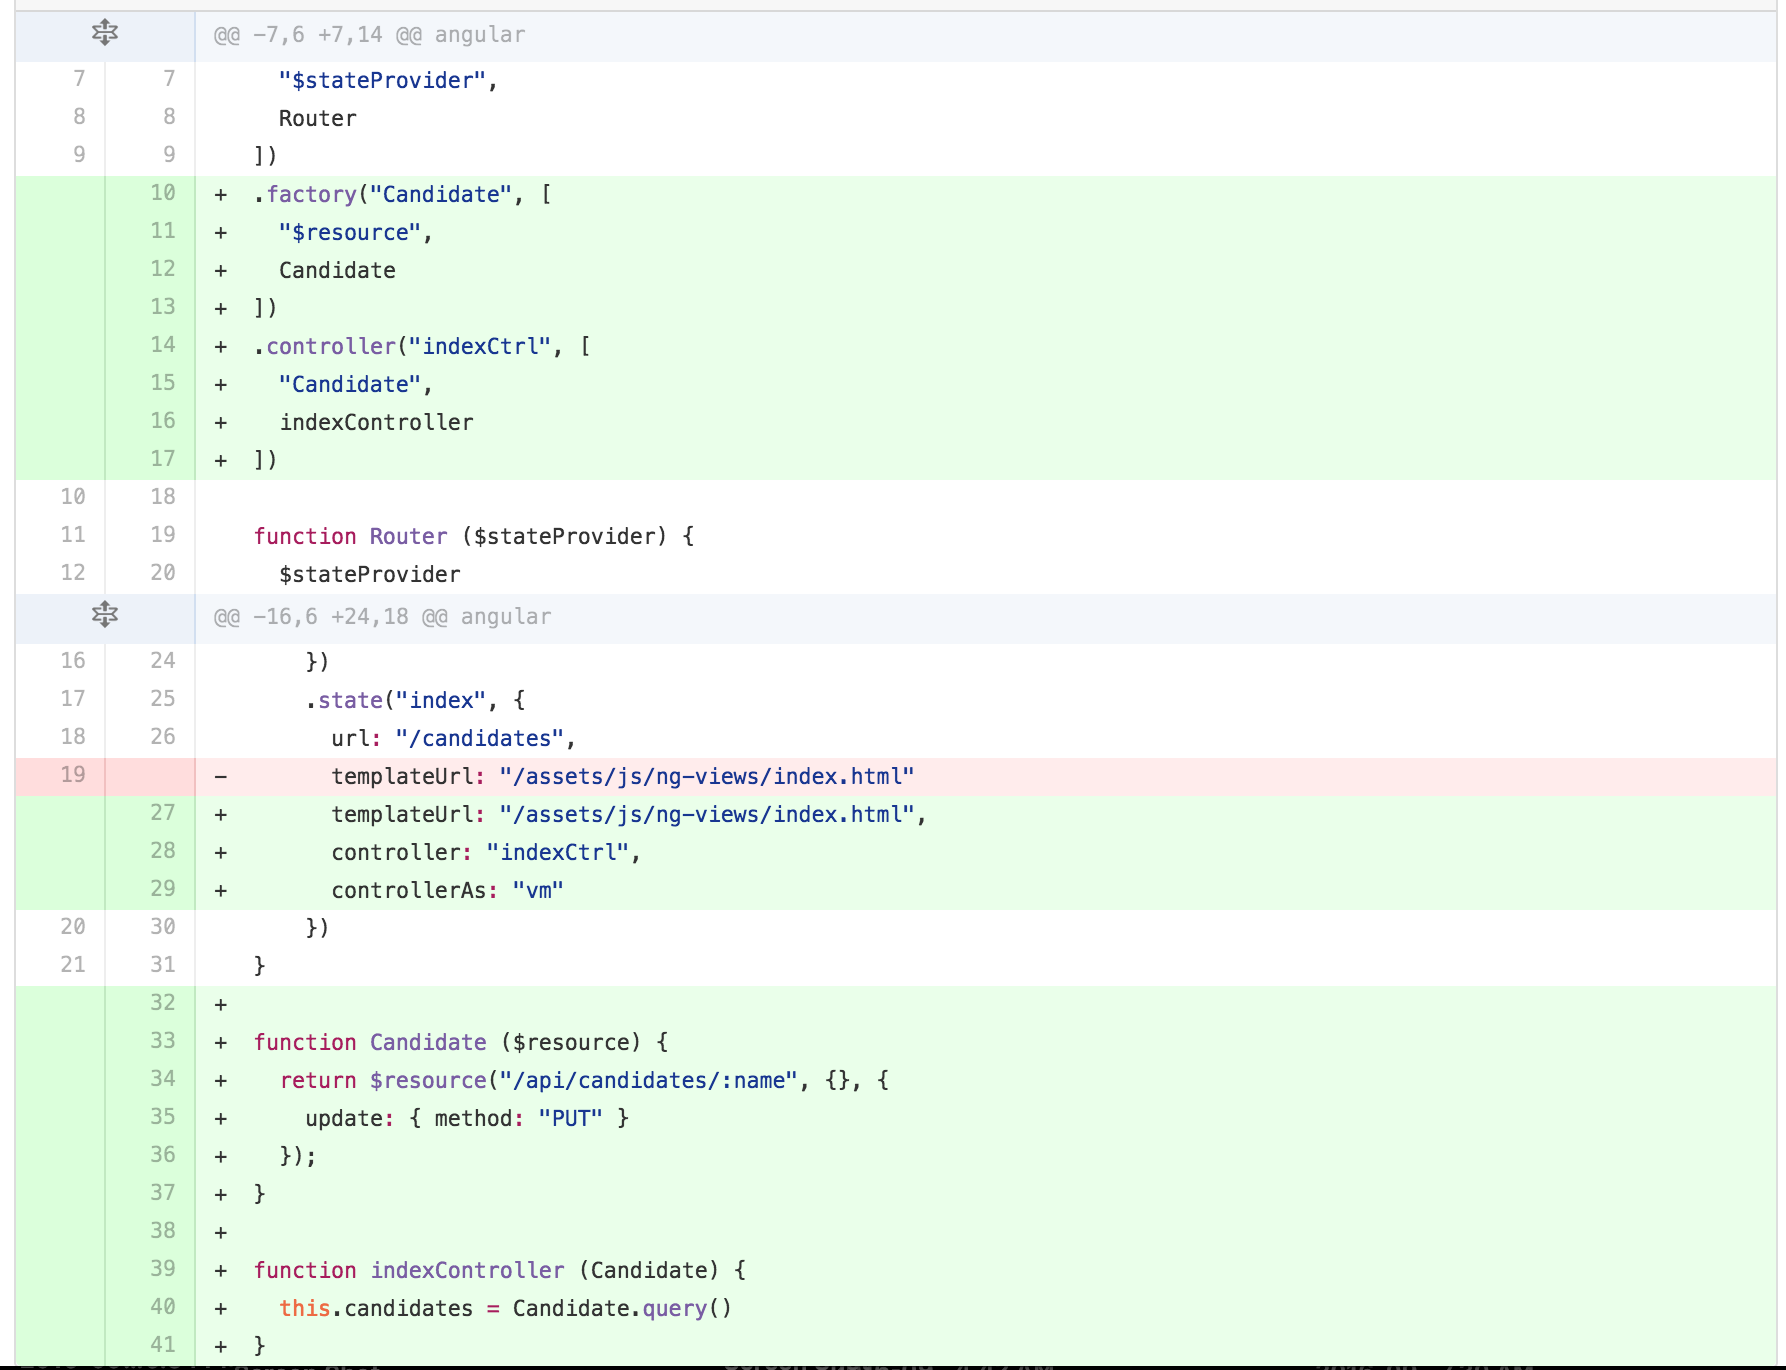 @@ -7,6 +7,14 @@ angular
7 7 "$stateProvider",
8 8 Router
9 9 ])
10 + .factory("Candidate", [
11 + "$resource",
12 + Candidate
13 + ])
14 + .controller("indexCtrl", [
15 + "Candidate",
16 + indexController
17 + ])
10 18
11 19 function Router ($stateProvider) {
12 20 $stateProvider
@@ -16,6 +24,18 @@ angular
16 24 })
17 25 .state("index", {
18 26 url: "/candidates",
19 - templateUrl: "/assets/js/ng-views/index.html"
27 + templateUrl: "/assets/js/ng-views/index.html",
28 + controller: "indexCtrl",
29 + controllerAs: "vm"
20 30 })
21 31 }
32 +
33 + function Candidate ($resource) {
34 + return $resource("/api/candidates/:name", {}, {
35 + update: { method: "PUT" }
36 + });
37 + }
38 +
39 + function indexController (Candidate) {
40 + this.candidates = Candidate.query()
41 + }